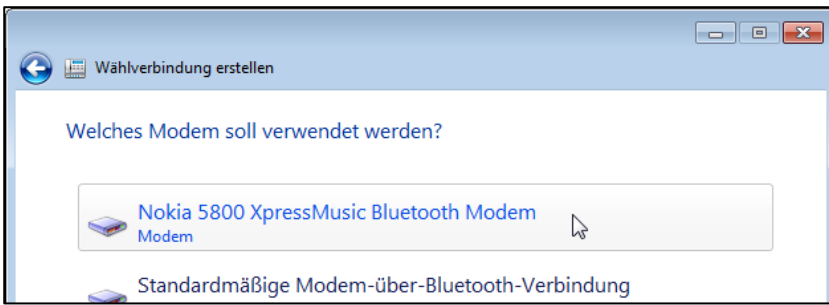 Wählverbindung erstellen
Welches Modem soll verwendet werden?
Nokia 5800 XpressMusic Bluetooth Modem
Modem
Standardmäßige Modem-über-Bluetooth-Verbindung